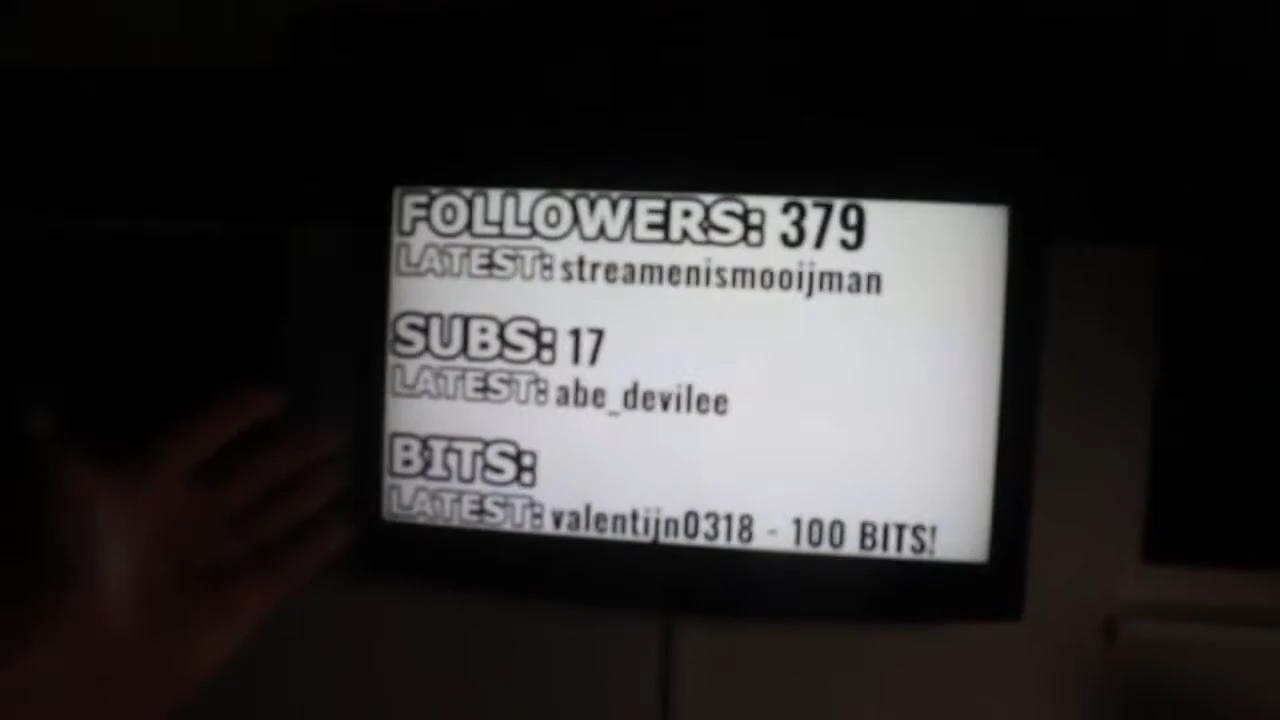 FOLLOWERS: 379
LATEST: streamenismooijman
SUBS: 17
LATEST: abe_devilee
BITS:
LATEST: valentijn0318 - 100 BITS!